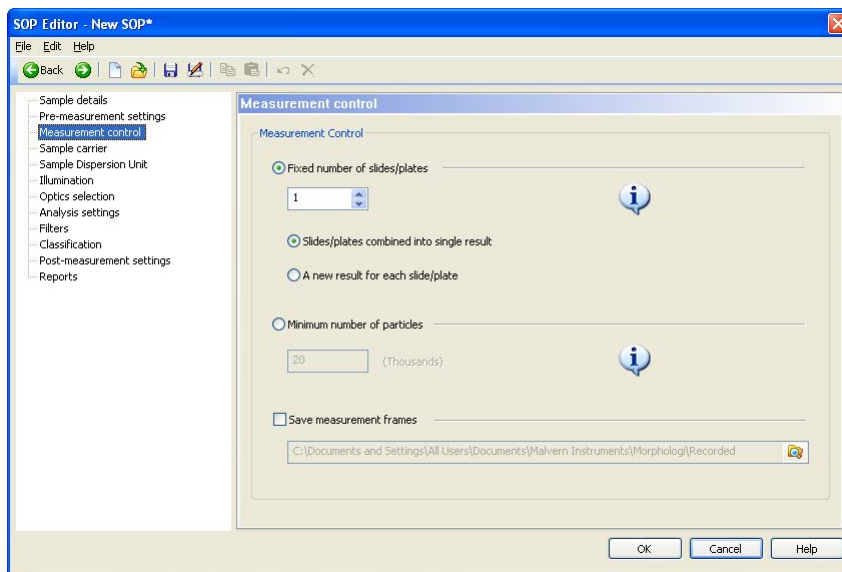 SOP Editor - New SOP*
File Edit Help
Back
Sample details
Pre-measurement settings
Measurement control
Sample carrier
Sample Dispersion Unit
Illumination
Optics selection
Analysis settings
Filters
Classification
Post-measurement settings
Reports
Measurement control
Measurement Control
Fixed number of slides/plates
1
Slides/plates combined into single result
A new result for each slide/plate
Minimum number of particles
20 (Thousands)
Save measurement frames
C:\Documents and Settings\All Users\Documents\Malvern Instruments\Morphologi\Recorded
OK Cancel Help